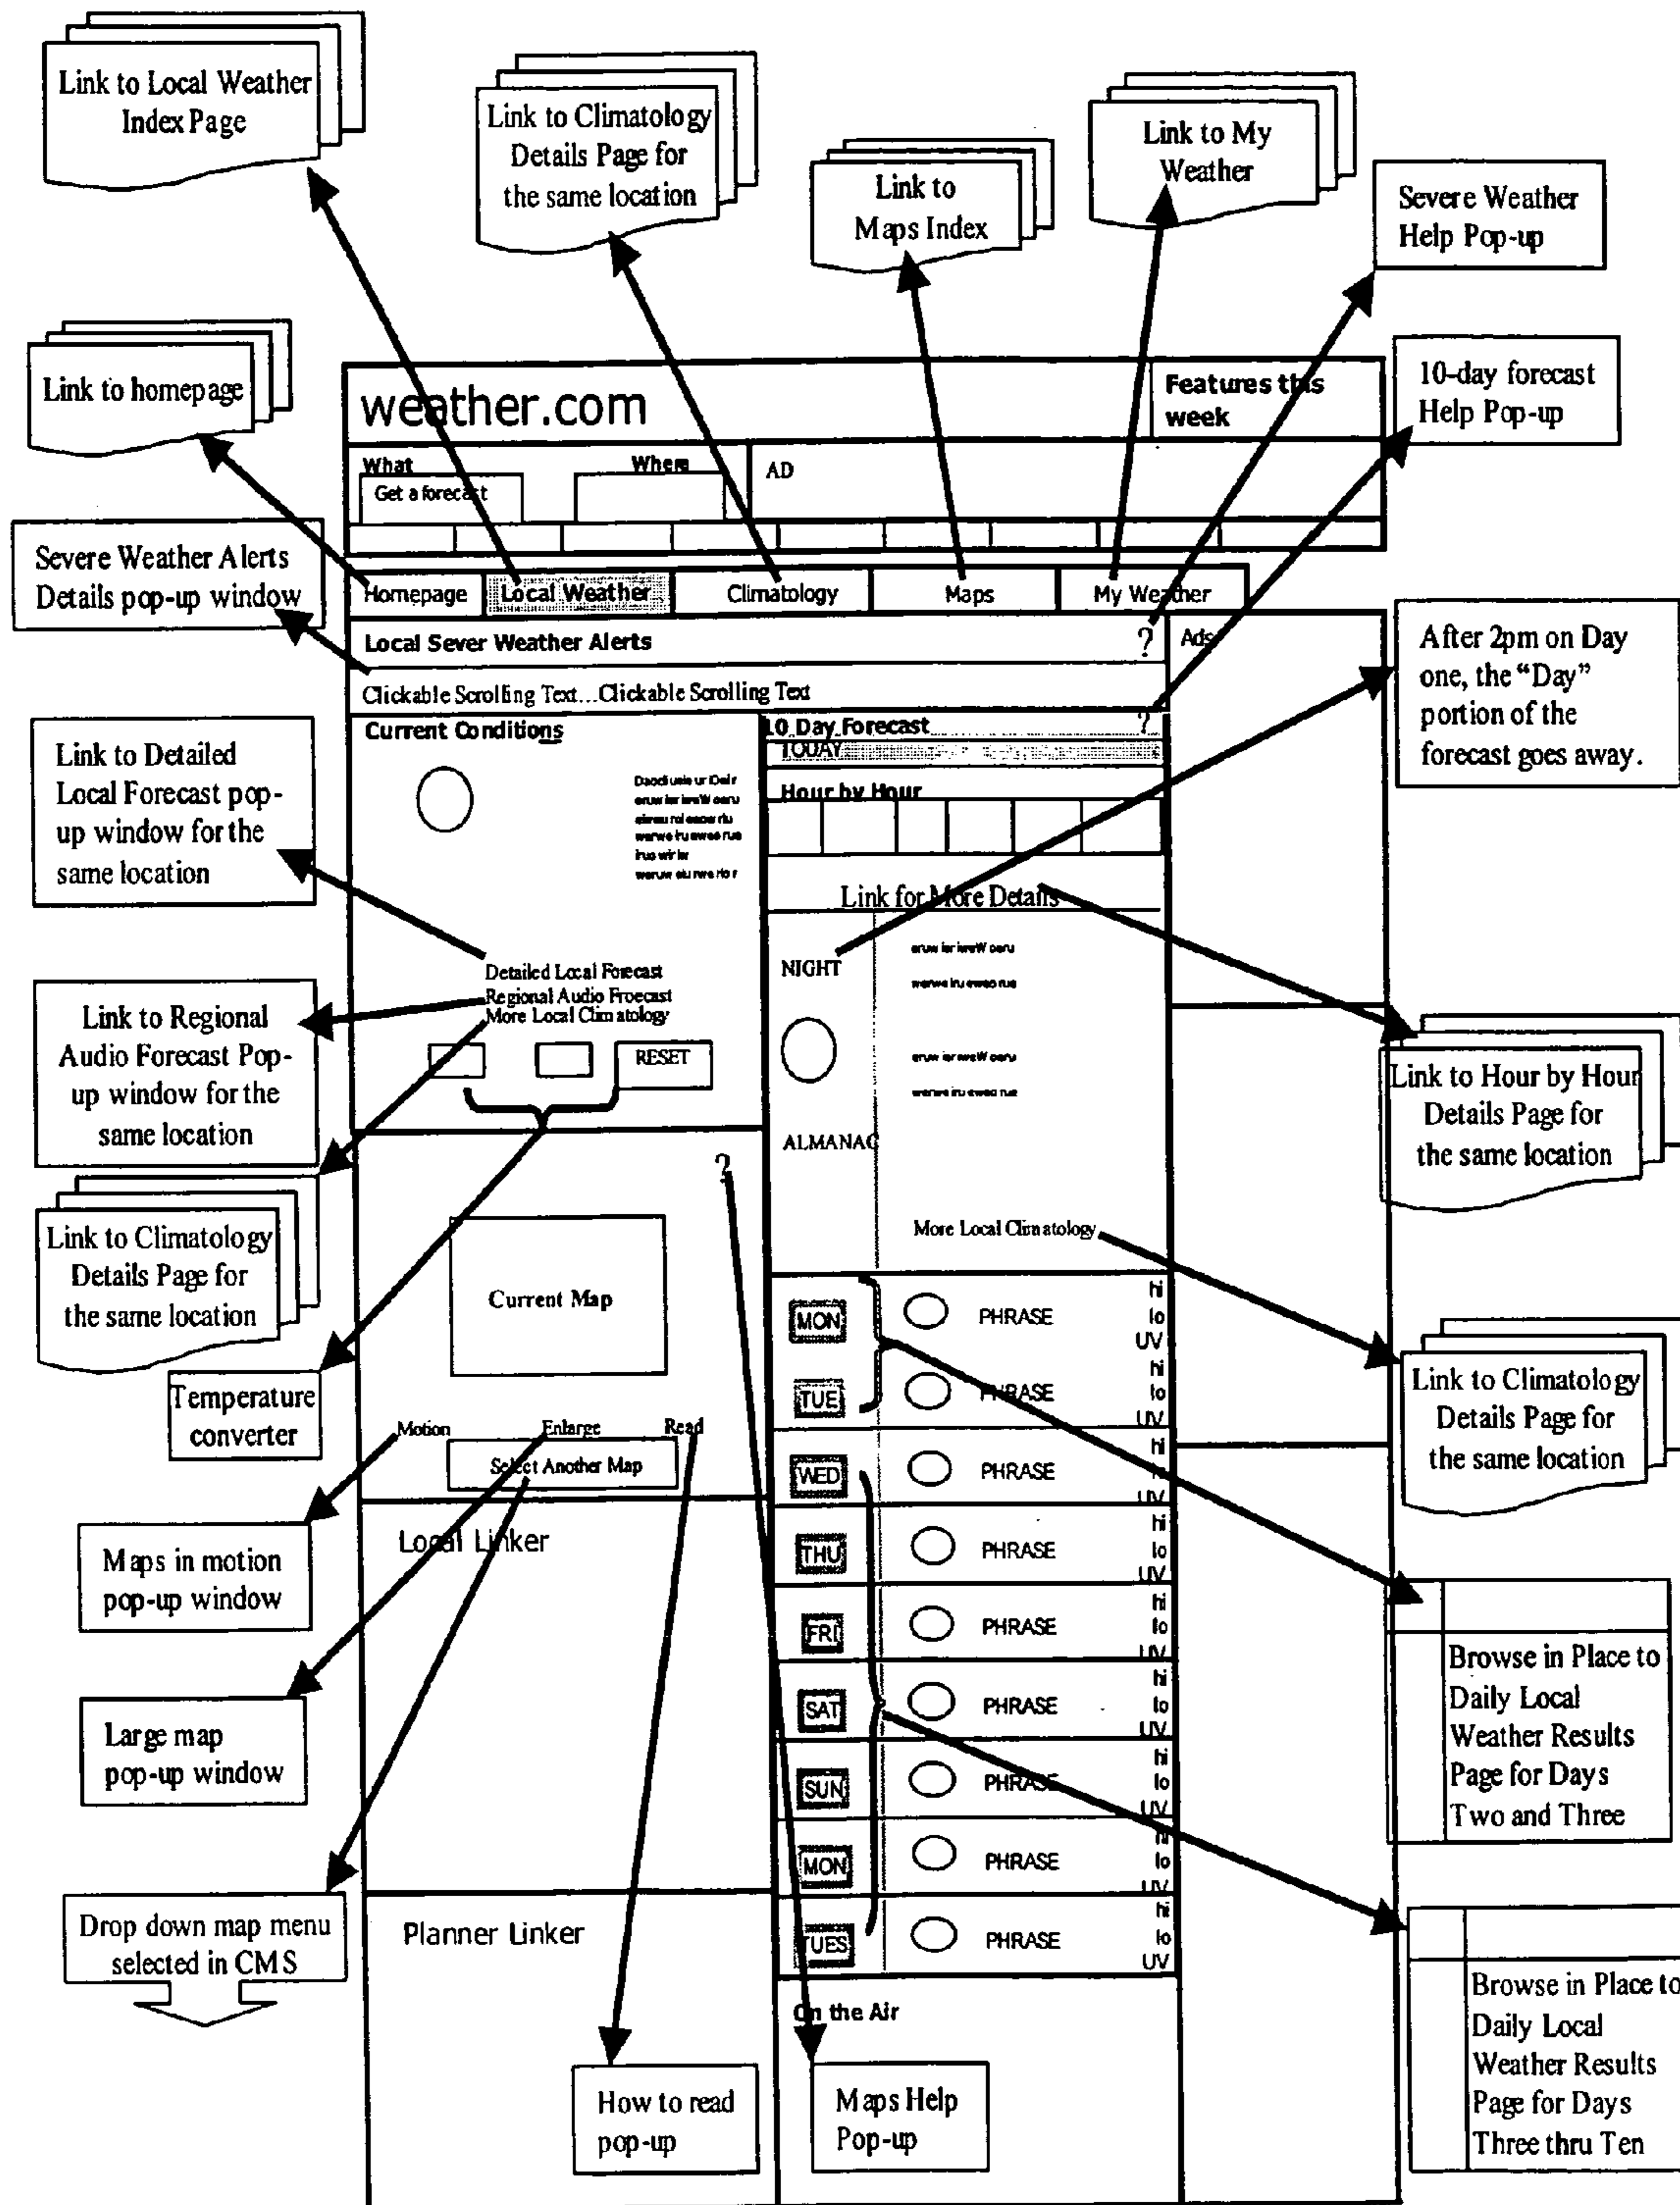 Link to Local Weather
Index Page
Link to Climatology
Details Page for
the same location
Link to
Maps Index
Link to My
Weather
Severe Weather
Help Pop-up
Link to homepage
10-day forecast
Help Pop-up
weather.com
Features this
week
What
Where
Get a forecast
AD
Severe Weather Alerts
Details pop-up window
Homepage
Local Weather
Climatology
Maps
My Weather
Local Sever Weather Alerts
?
Ads
Clickable Scrolling Text...Clickable Scrolling Text
After 2pm on Day
one, the “Day”
portion of the
forecast goes away.
Current Conditions
10 Day Forecast
?
TODAY
Hour by Hour
Link for More Details
Link to Detailed
Local Forecast pop-
up window for the
same location
Detailed Local Forecast
Regional Audio Froecast
More Local Climatology
RESET
NIGHT
ALMANAC
More Local Climatology
Link to Regional
Audio Forecast Pop-
up window for the
same location
Link to Hour by Hour
Details Page for
the same location
Link to Climatology
Details Page for
the same location
?
Current Map
Temperature
converter
Motion
Enlarge
Read
Select Another Map
Link to Climatology
Details Page for
the same location
MON
PHRASE
hi
lo
UV
TUE
PHRASE
hi
lo
UV
WED
PHRASE
hi
UV
THU
PHRASE
hi
lo
UV
FRI
PHRASE
hi
lo
UV
SAT
PHRASE
hi
lo
UV
SUN
PHRASE
hi
lo
UV
MON
PHRASE
hi
lo
UV
TUES
PHRASE
hi
lo
UV
Maps in motion
pop-up window
Local Linker
Large map
pop-up window
Browse in Place to
Daily Local
Weather Results
Page for Days
Two and Three
Drop down map menu
selected in CMS
Planner Linker
On the Air
Browse in Place to
Daily Local
Weather Results
Page for Days
Three thru Ten
How to read
pop-up
Maps Help
Pop-up